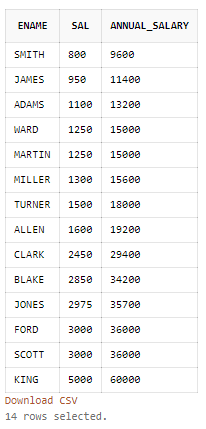 ENAME SAL ANNUAL_SALARY
SMITH 800 9600
JAMES 950 11400
ADAMS 1100 13200
WARD 1250 15000
MARTIN 1250 15000
MILLER 1300 15600
TURNER 1500 18000
ALLEN 1600 19200
CLARK 2450 29400
BLAKE 2850 34200
JONES 2975 35700
FORD 3000 36000
SCOTT 3000 36000
KING 5000 60000
Download CSV
14 rows selected.